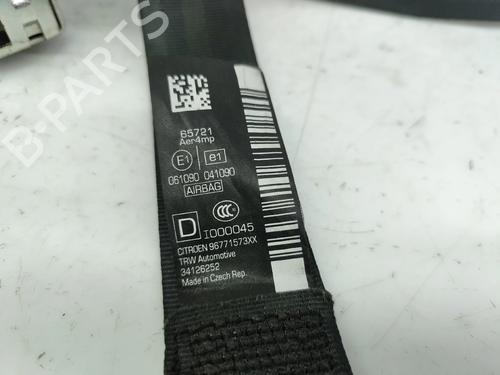 65721
Aer4mp
E1 e1
061090 041090
AIRBAG
D I000045
CITROEN 96771573XX
TRW Automotive
34126252
Made in Czech Rep.
B-PARTS